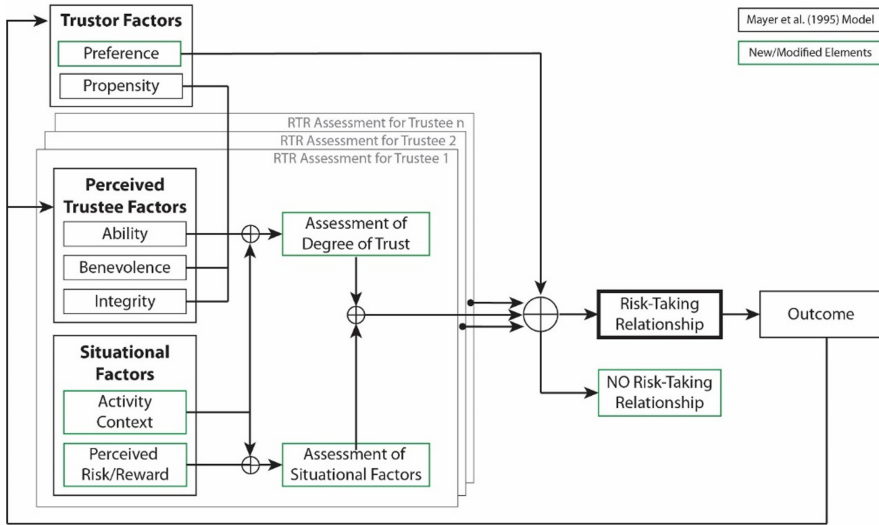 Trustor Factors
Preference
Propensity
Mayer et al. (1995) Model
New/Modified Elements
RTR Assessment for Trustee n
RTR Assessment for Trustee 2
RTR Assessment for Trustee 1
Perceived
Trustee Factors
Ability
Benevolence
Integrity
Assessment of
Degree of Trust
Situational
Factors
Activity
Context
Perceived
Risk/Reward
Assessment of
Situational Factors
Risk-Taking
Relationship
Outcome
NO Risk-Taking
Relationship